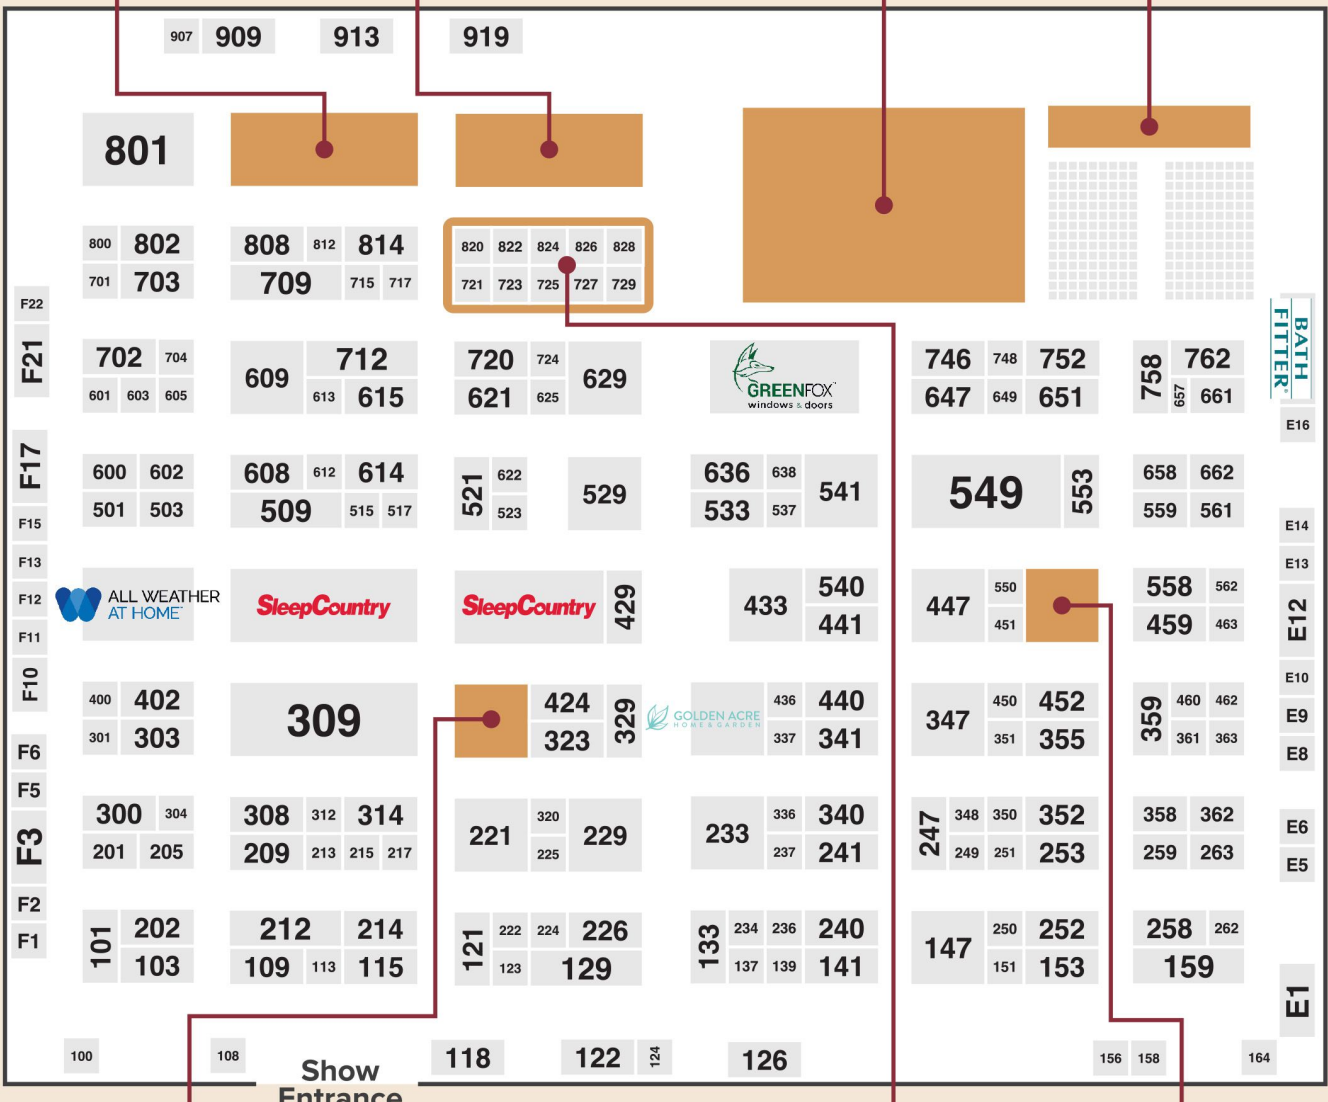 907 909 913 919
801
800 802 808 812 814 820 822 824 826 828
701 703 709 715 717 721 723 725 727 729
F22
F21
BATH
FITTER®
702 704 609 712 720 724 629
GREENFOX™
windows & doors
746 748 752 758 762
601 603 605 613 615 621 625 647 649 651 657 661
E16
F17
600 602 608 612 614 521 622 529 636 638 541 549 553 658 662
501 503 509 515 517 523 533 537 559 561
F15 E14
F13 E13
F12
ALL WEATHER
AT HOME™
SleepCountry
SleepCountry
429 433 540 447 550 558 562
441 451 459 463
F11 E12
F10 E10
400 402 309 424 329
GOLDEN ACRE
HOME & GARDEN
436 440 347 450 452 359 460 462
301 303 323 337 341 351 355 361 363
E9
F6 E8
F5
F3 E6
300 304 308 312 314 221 320 229 233 336 340 247 348 350 352 358 362
201 205 209 213 215 217 225 237 241 249 251 253 259 263
E5
F2
F1
101 202 212 214 121 222 224 226 133 234 236 240 147 250 252 258 262
103 109 113 115 123 129 137 139 141 151 153 159
E1
100 108 118 122 124 126 156 158 164
Show
Entrance